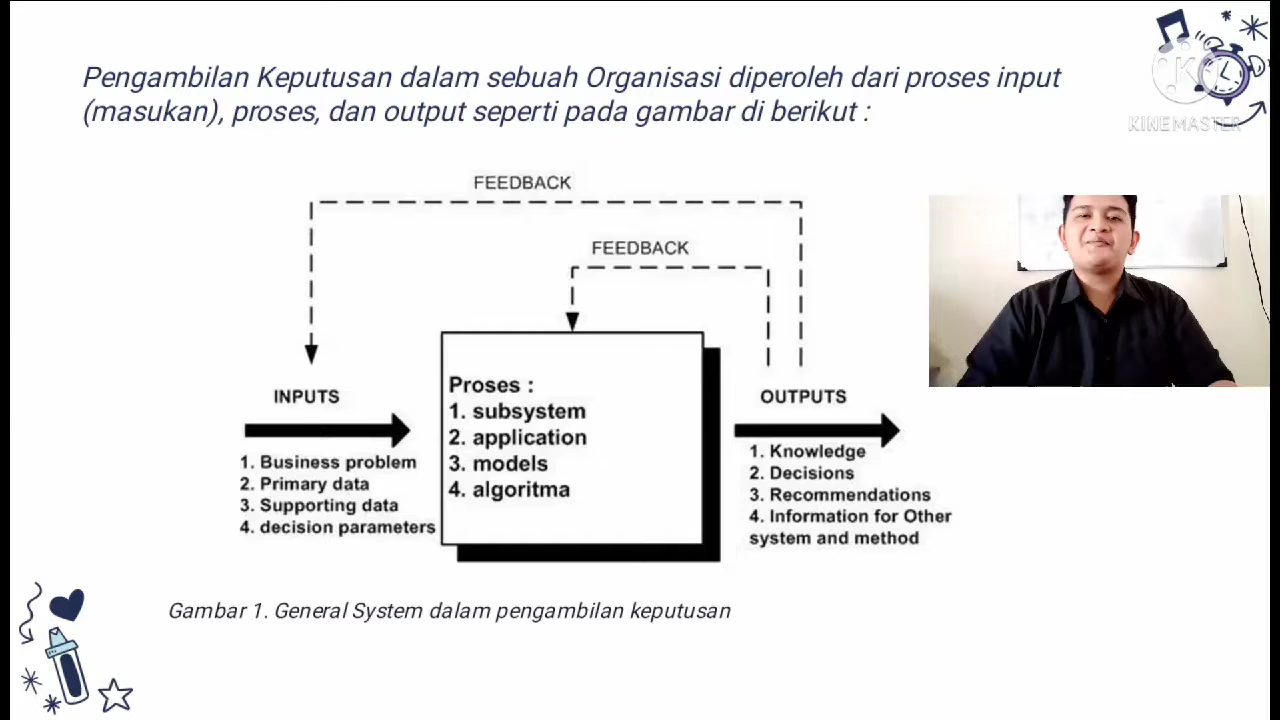 Pengambilan Keputusan dalam sebuah Organisasi diperoleh dari proses input
(masukan), proses, dan output seperti pada gambar di berikut :
KINEMASTER
FEEDBACK
FEEDBACK
INPUTS
1. Business problem
2. Primary data
3. Supporting data
4. decision parameters
Proses :
1. subsystem
2. application
3. models
4. algoritma
OUTPUTS
1. Knowledge
2. Decisions
3. Recommendations
4. Information for Other
system and method
Gambar 1. General System dalam pengambilan keputusan